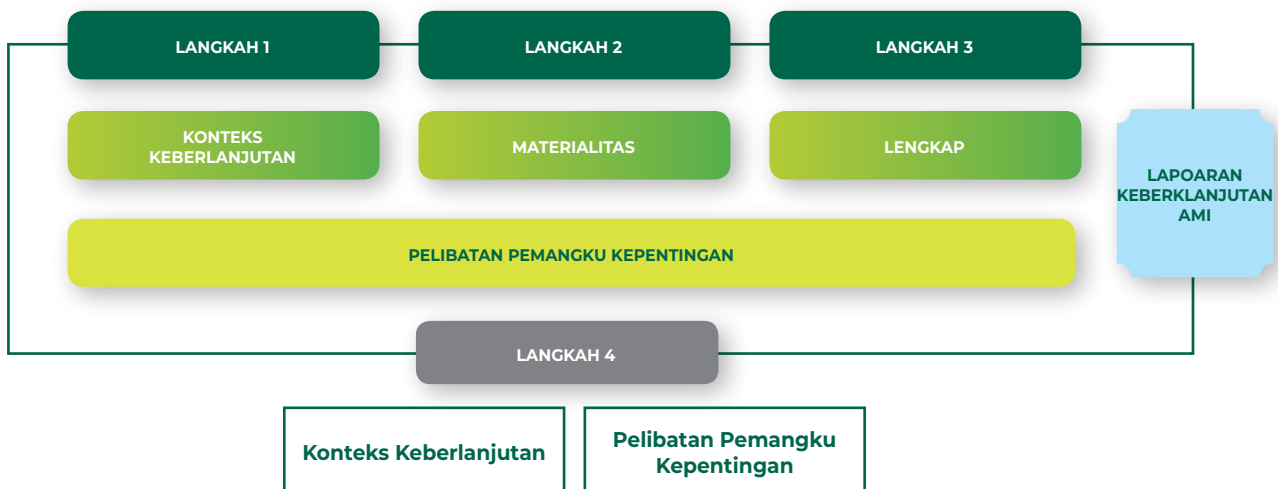 LANGKAH 1
LANGKAH 2
LANGKAH 3
KONTEKS
KEBERLANJUTAN
MATERIALITAS
LENGKAP
LAPOARAN
KEBERKLANJUTAN
AMI
PELIBATAN PEMANGKU KEPENTINGAN
LANGKAH 4
Konteks Keberlanjutan
Pelibatan Pemangku
Kepentingan